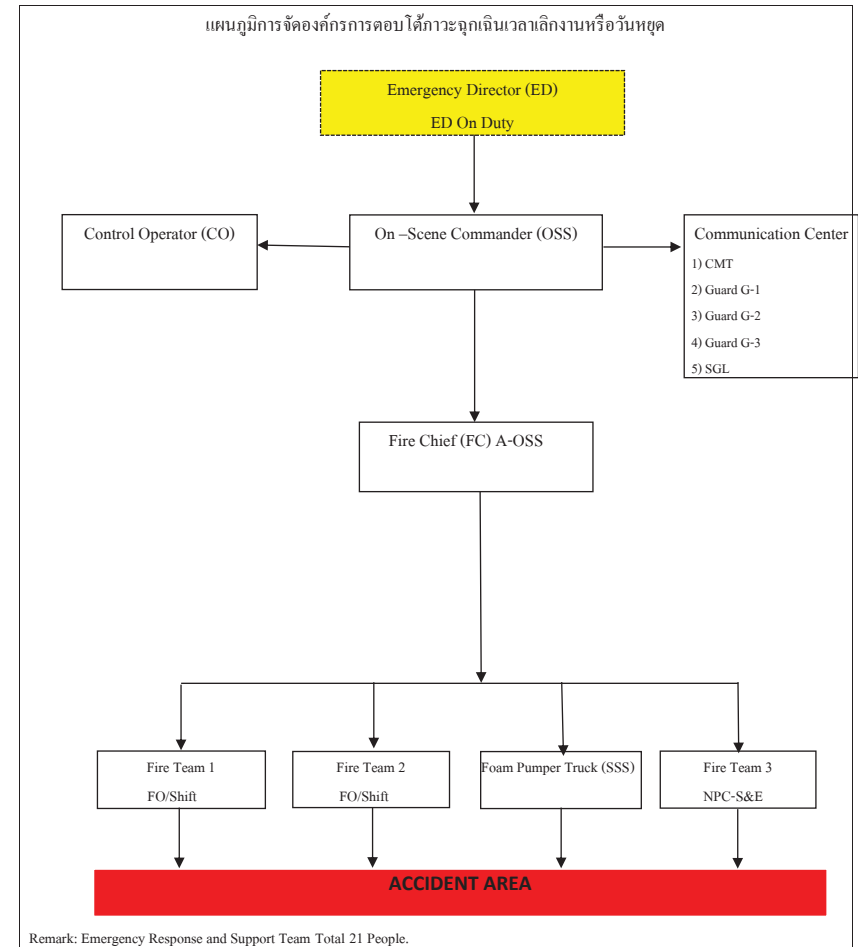 แผนภูมิการจัดองค์กรการตอบโต้ภาวะฉุกเฉินเวลาเลิกงานหรือวันหยุด
Emergency Director (ED)
ED On Duty
Control Operator (CO)
On –Scene Commander (OSS)
Communication Center
1) CMT
2) Guard G-1
3) Guard G-2
4) Guard G-3
5) SGL
Fire Chief (FC) A-OSS
Fire Team 1
FO/Shift
Fire Team 2
FO/Shift
Foam Pumper Truck (SSS)
Fire Team 3
NPC-S&E
ACCIDENT AREA
Remark: Emergency Response and Support Team Total 21 People.